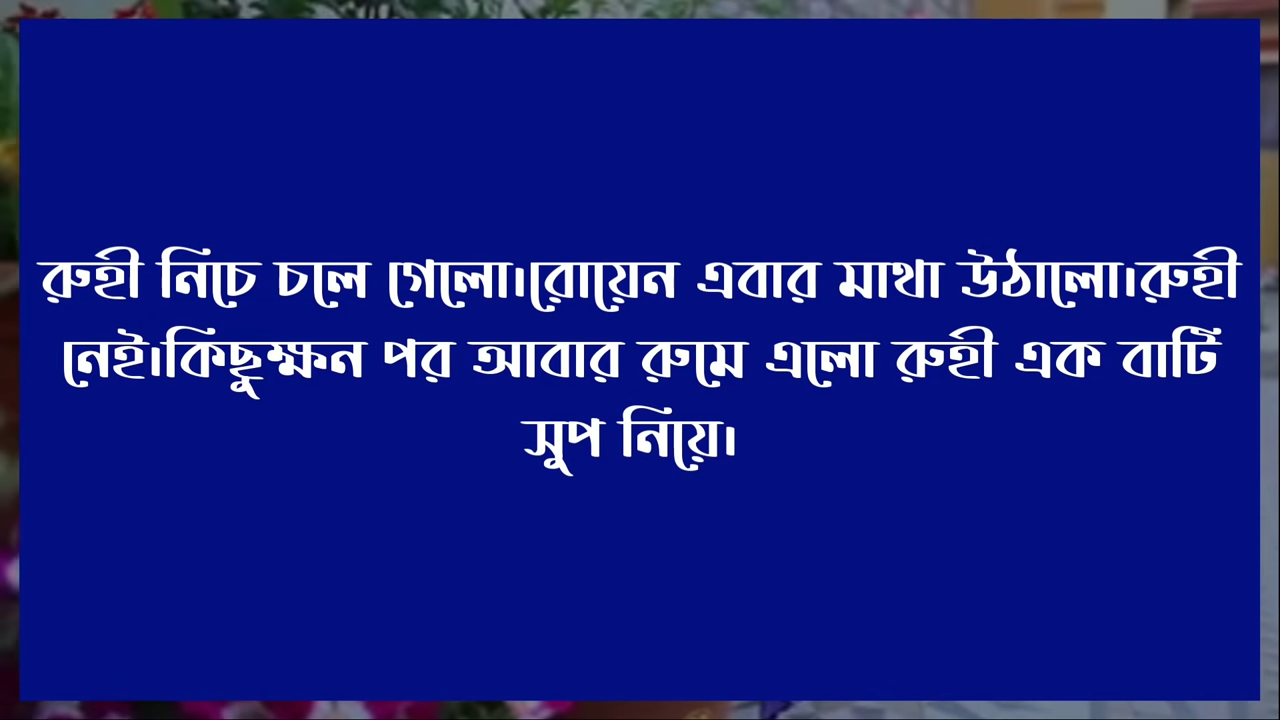 রুহী নিচে চলে গেলো।রোয়েন এবার মাথা উঠালো।রুহী
নেই।কিছুক্ষন পর আবার রুমে এলো রুহী এক বাটি
সুপ নিয়ে।